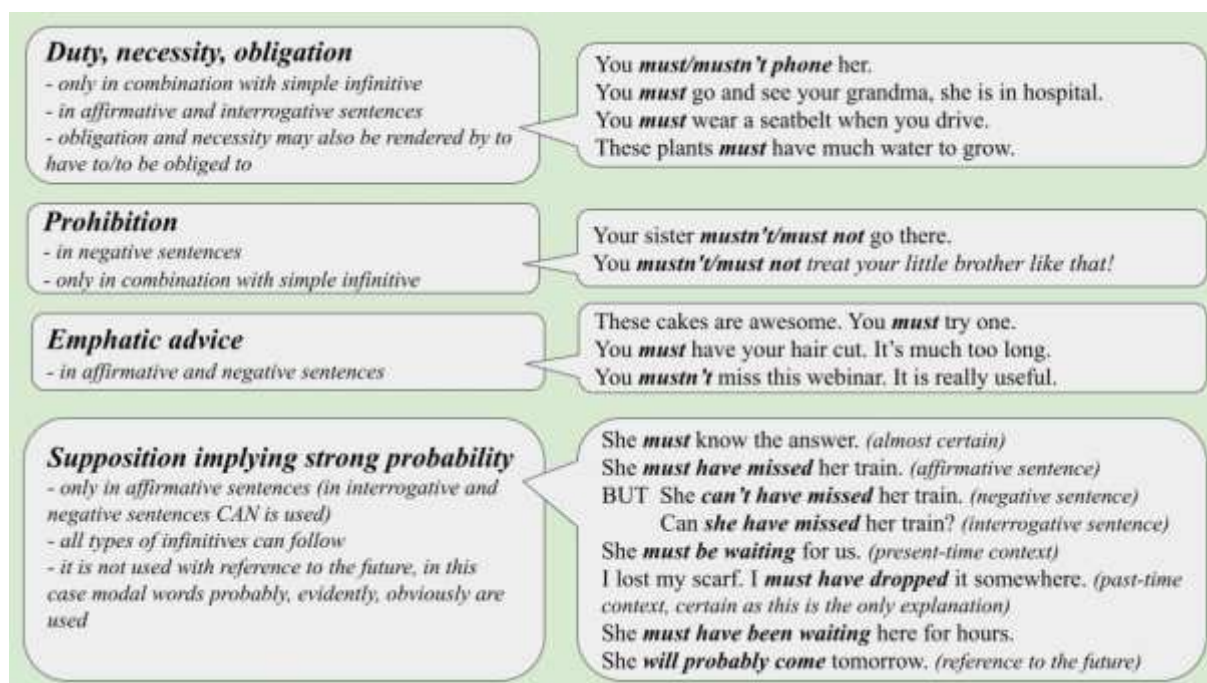 Duty, necessity, obligation
- only in combination with simple infinitive
- in affirmative and interrogative sentences
- obligation and necessity may also be rendered by to
have to/to be obliged to
You must/mustn't phone her.
You must go and see your grandma, she is in hospital.
You must wear a seatbelt when you drive.
These plants must have much water to grow.
Prohibition
- in negative sentences
- only in combination with simple infinitive
Your sister mustn't/must not go there.
You mustn't/must not treat your little brother like that!
Emphatic advice
- in affirmative and negative sentences
These cakes are awesome. You must try one.
You must have your hair cut. It's much too long.
You mustn't miss this webinar. It is really useful.
Supposition implying strong probability
- only in affirmative sentences (in interrogative and
negative sentences CAN is used)
- all types of infinitives can follow
- it is not used with reference to the future, in this
case modal words probably, evidently, obviously are
used
She must know the answer. (almost certain)
She must have missed her train. (affirmative sentence)
BUT She can't have missed her train. (negative sentence)
Can she have missed her train? (interrogative sentence)
She must be waiting for us. (present-time context)
I lost my scarf. I must have dropped it somewhere. (past-time
context, certain as this is the only explanation)
She must have been waiting here for hours.
She will probably come tomorrow. (reference to the future)